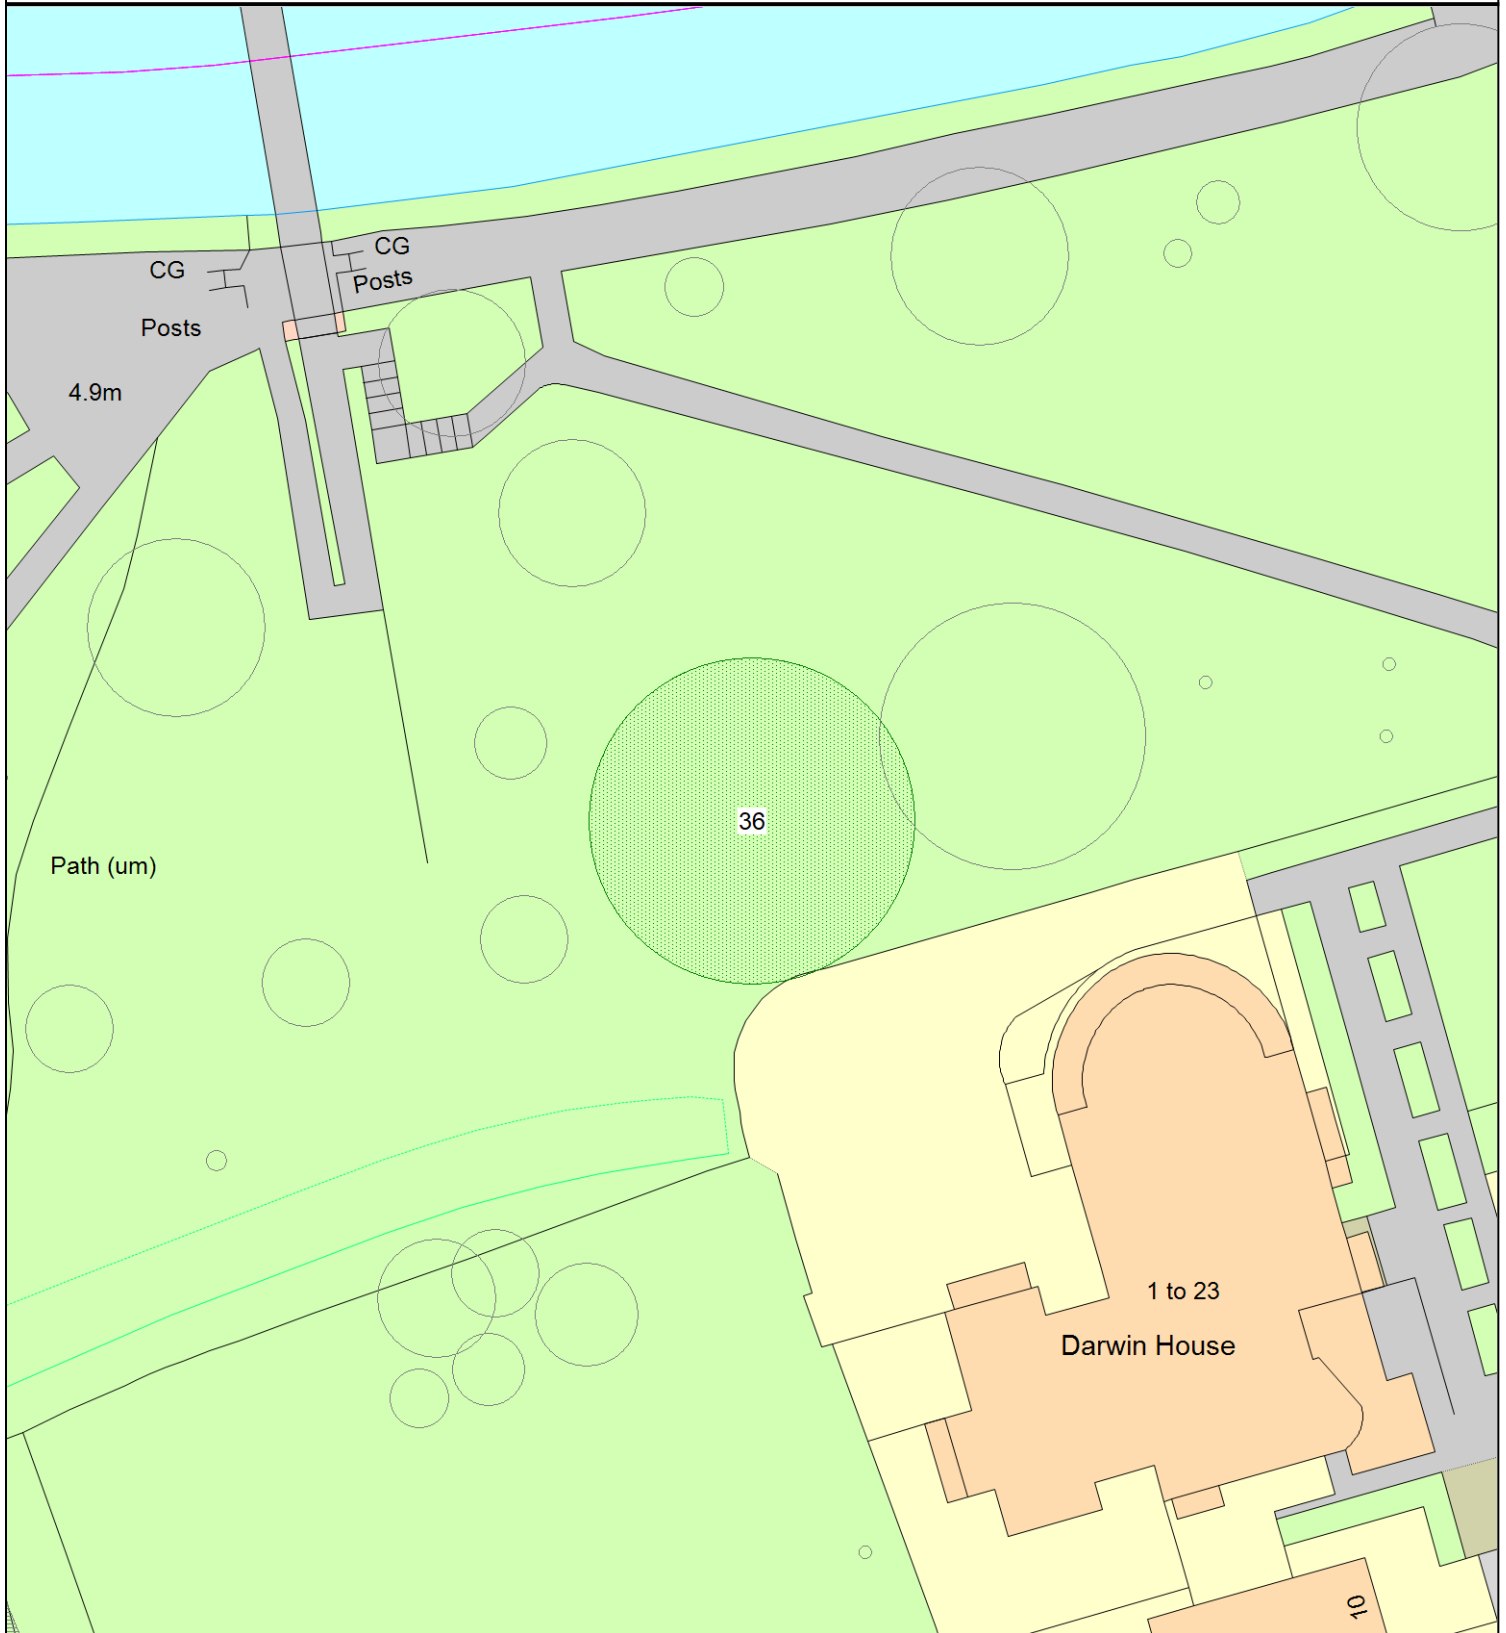 CG
CG
Posts
Posts
4.9m
36
Path (um)
1 to 23
Darwin House
10